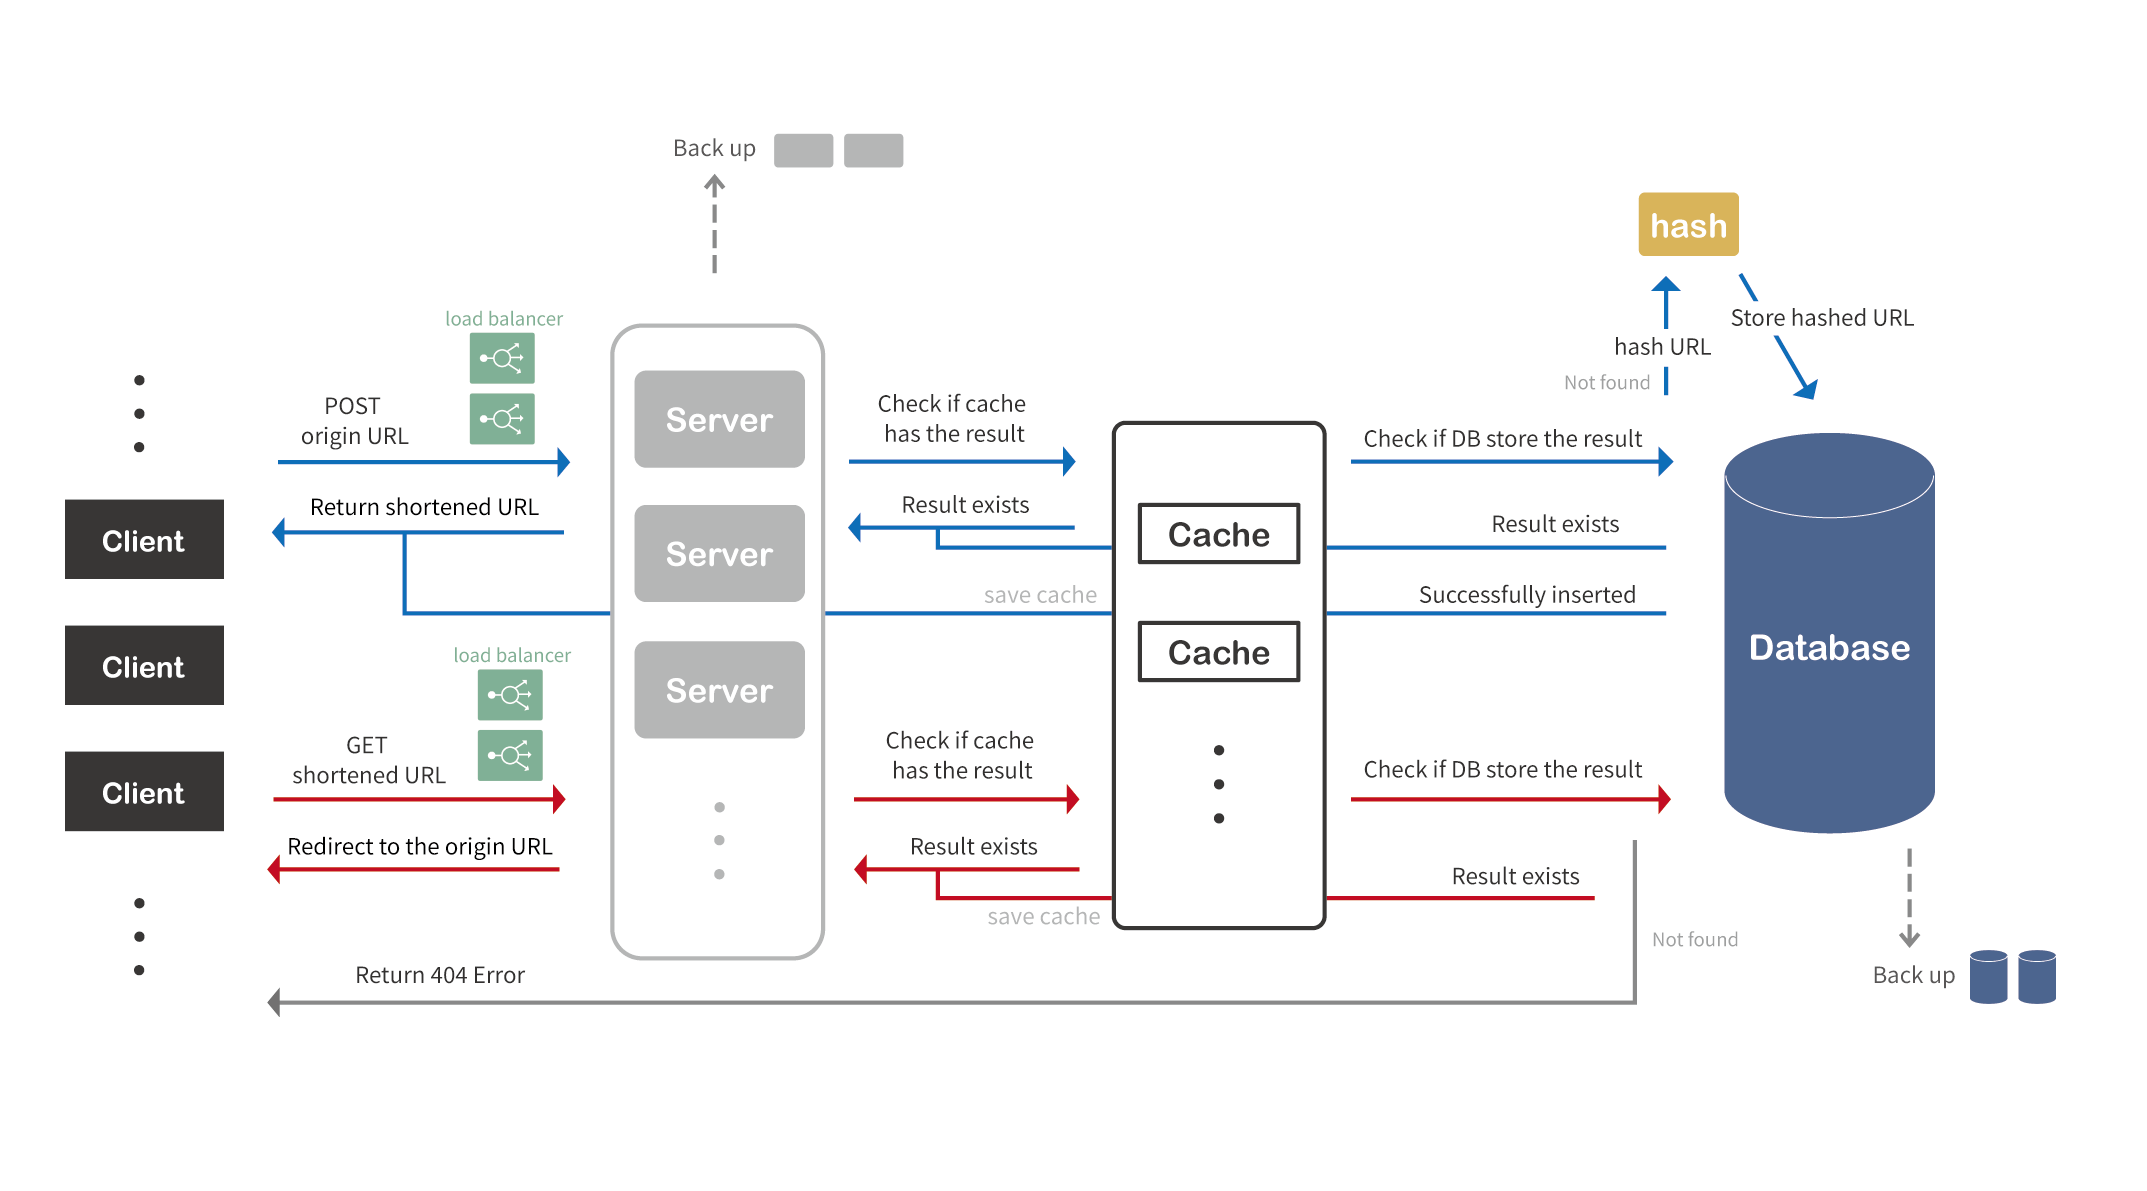 Back up
hash
Store hashed URL
hash URL
Not found
load balancer
POST
origin URL
Return shortened URL
Server
Server
Server
Check if cache
has the result
Result exists
save cache
Check if DB store the result
Result exists
Successfully inserted
Cache
Cache
Database
Client
Client
Client
load balancer
GET
shortened URL
Redirect to the origin URL
Check if cache
has the result
Result exists
save cache
Check if DB store the result
Result exists
Not found
Return 404 Error
Back up